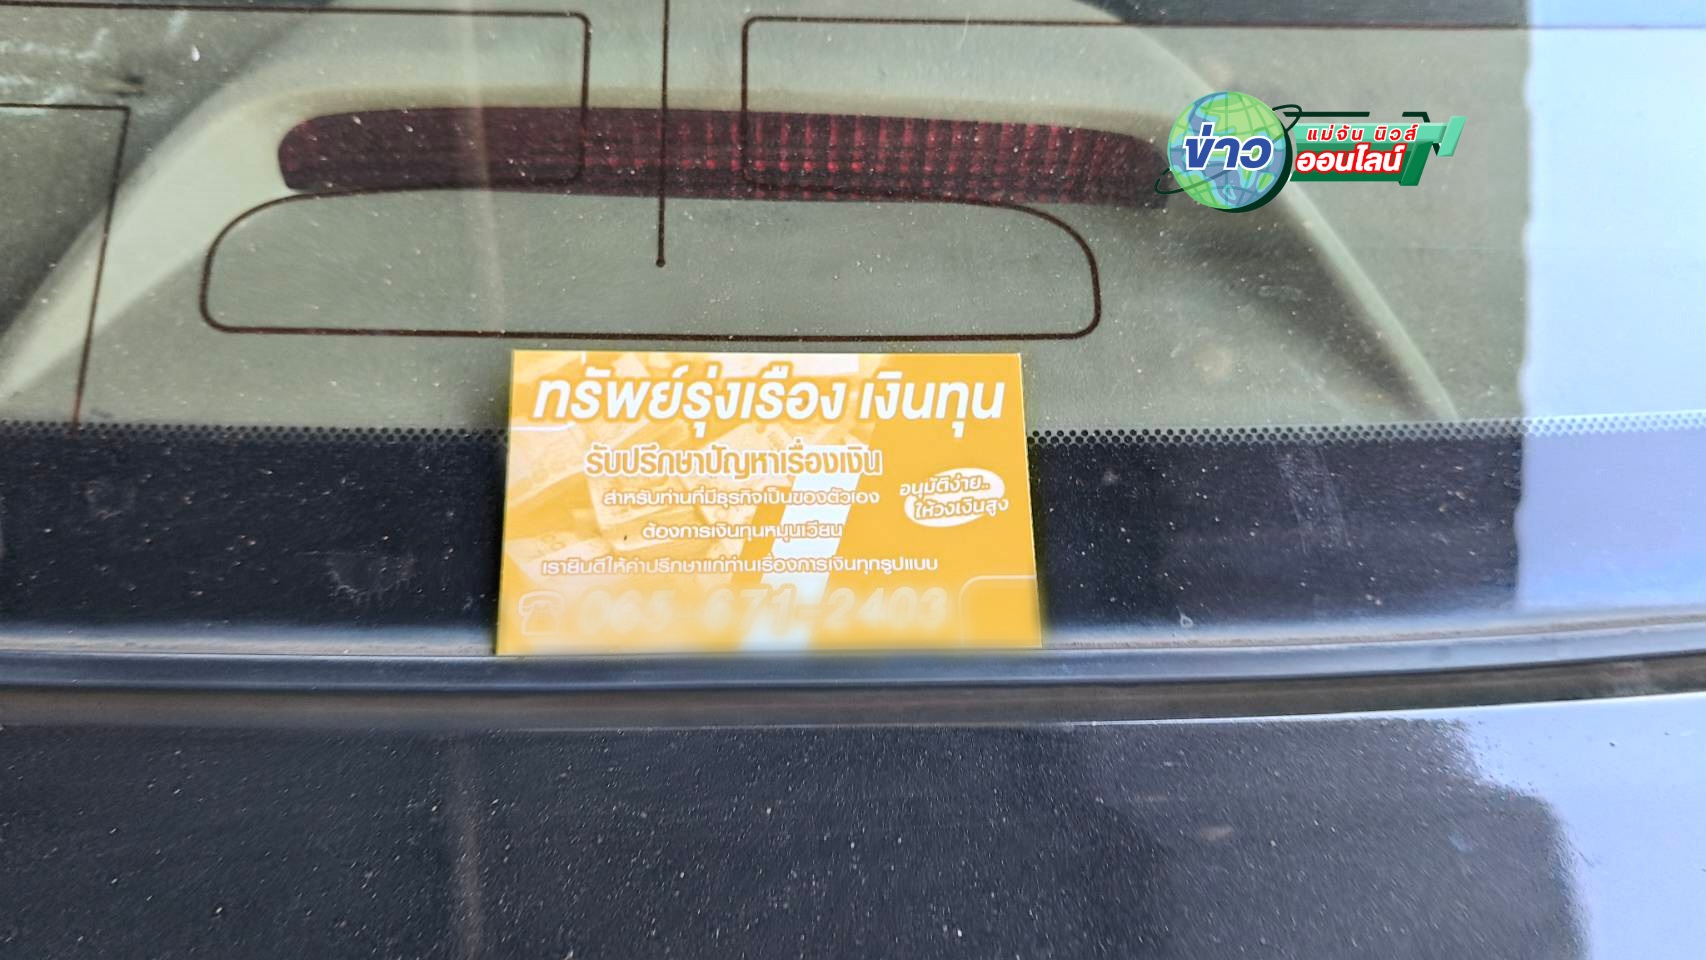 ข่าว
แม่จัน นิวส์
ออนไลน์
ทรัพย์รุ่งเรือง เงินทุน
รับปรึกษาปัญหาเรื่องเงิน
สำหรับท่านที่มีธุรกิจเป็นของตัวเอง
อนุมัติง่าย..
ให้วงเงินสูง
ต้องการเงินทุนหมุนเวียน
เรายินดีให้คำปรึกษาแก่ท่านเรื่องการเงินทุกรูปแบบ
065-671-2403